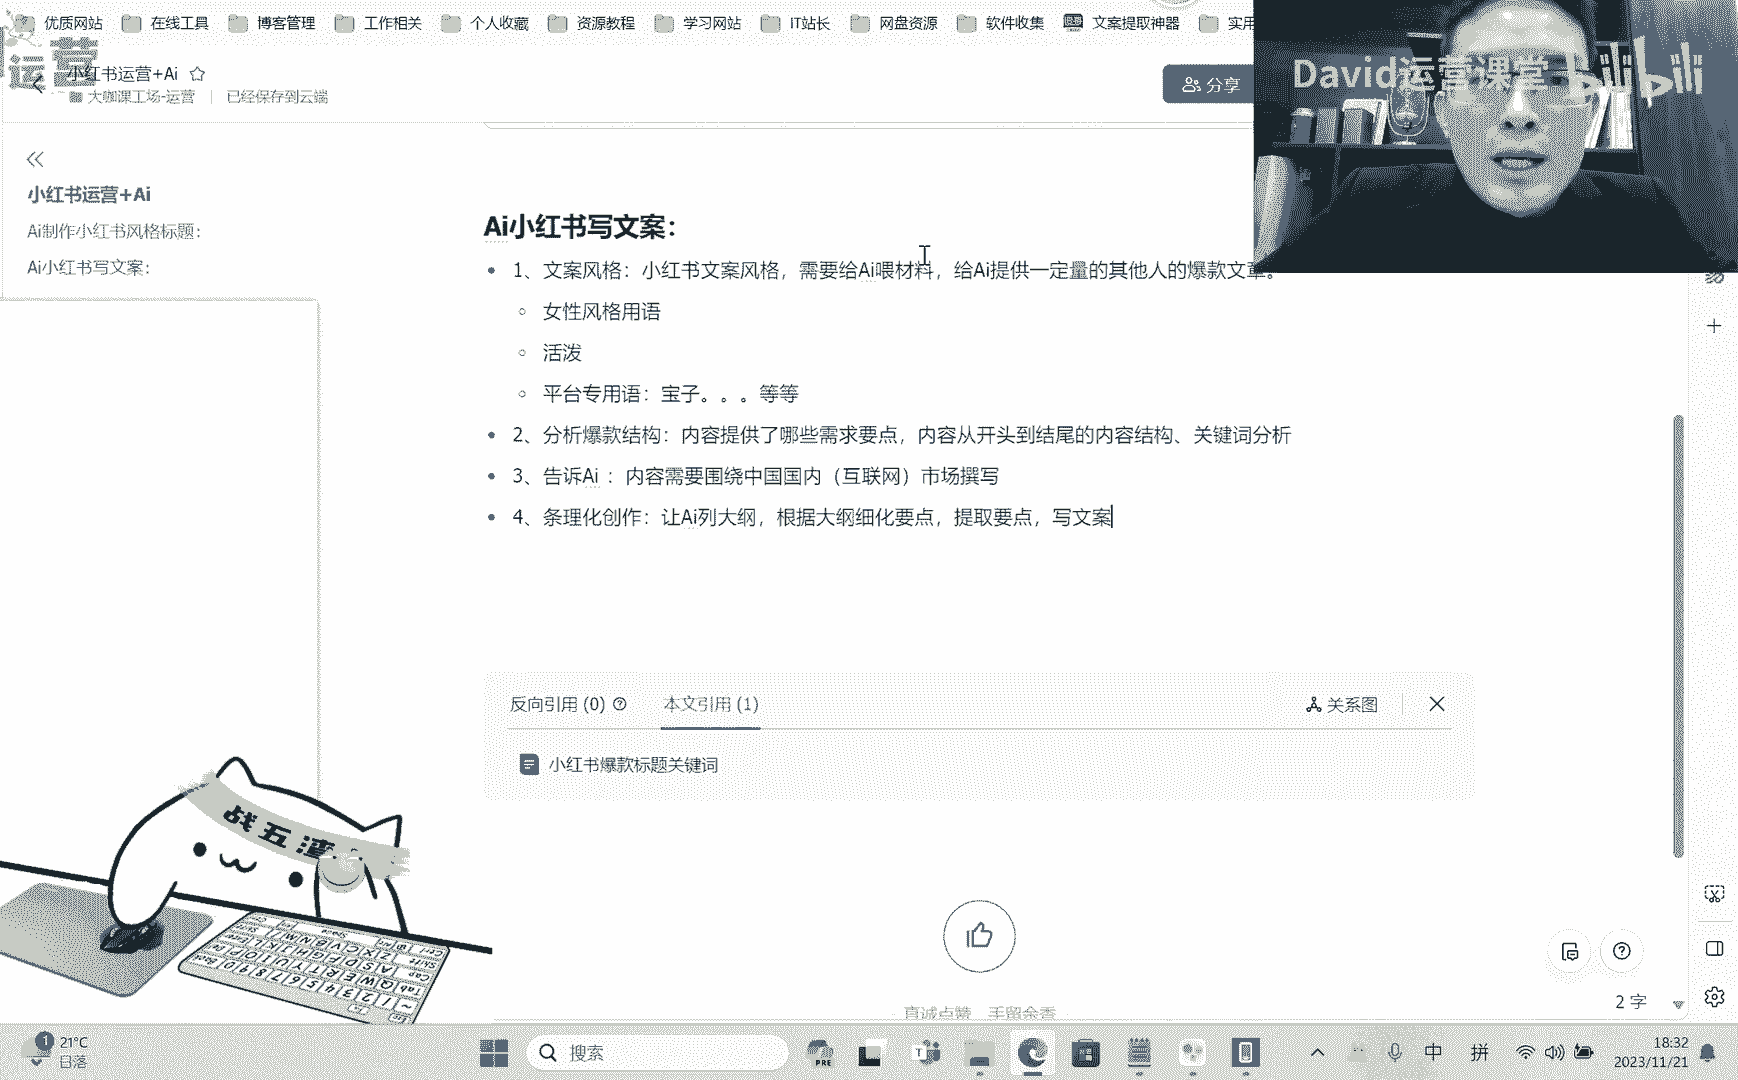 优质网站 在线工具 博客管理 工作相关 个人收藏 资源教程 学习网站 IT站长 网盘资源 软件收集 文案提取神器 实用
运营
小红书运营+Ai
大咖课工场-运营 已经保存到云端
分享
David运营课堂 bilibili
小红书运营+Ai
Ai制作小红书风格标题：
Ai小红书写文案：
Ai小红书写文案：
1、文案风格：小红书文案风格，需要给Ai喂材料，给Ai提供一定量的其他人的爆款文章。
女性风格用语
活泼
平台专用语：宝子。。。等等
2、分析爆款结构：内容提供了哪些需求要点，内容从开头到结尾的内容结构、关键词分析
3、告诉Ai ：内容需要围绕中国国内（互联网）市场撰写
4、条理化创作：让Ai列大纲，根据大纲细化要点，提取要点，写文案
反向引用 (0) 本文引用 (1) 关系图
小红书爆款标题关键词
战五渣
真诚点赞 手留余香
2 字
1 21°C
日落
搜索
PRE
中 拼
18:32
2023/11/21